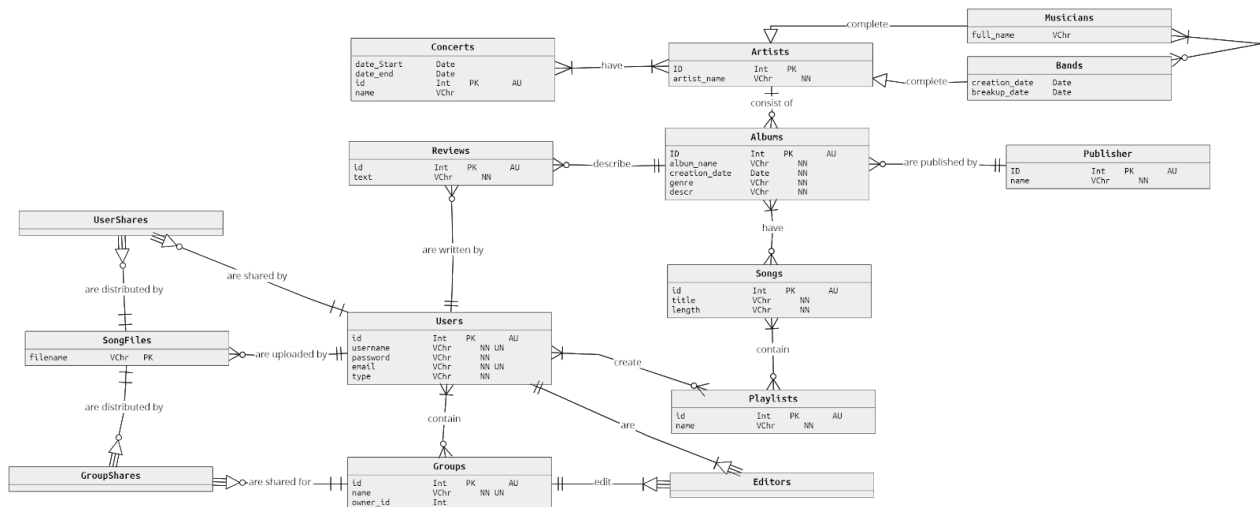 complete
Musicians
full_name VChr
Concerts
date_Start Date
date_end Date
id Int PK AU
name VChr
have
Artists
ID Int PK
artist_name VChr NN
complete
Bands
creation_date Date
breakup_date Date
consist of
Reviews
id Int PK AU
text VChr NN
describe
Albums
ID Int PK AU
album_name VChr NN
creation_date Date NN
genre VChr NN
descr VChr NN
are published by
Publisher
ID Int PK AU
name VChr NN
UserShares
have
are written by
are shared by
are distributed by
Songs
id Int PK AU
title VChr NN
length VChr NN
SongFiles
filename VChr PK
are uploaded by
Users
id Int PK AU
username VChr NN UN
password VChr NN
email VChr NN UN
type VChr NN
contain
create
Playlists
id Int PK AU
name VChr NN
are distributed by
contain
are
GroupShares
are shared for
Groups
id Int PK AU
name VChr NN UN
owner_id Int
edit
Editors